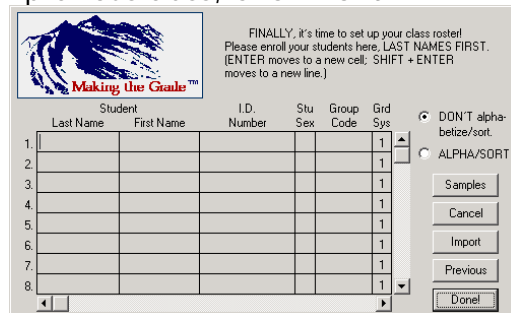 FINALLY, it's time to set up your class roster!
Please enroll your students here, LAST NAMES FIRST.
(ENTER moves to a new cell; SHIFT + ENTER
moves to a new line.)
Making the Grade™
Student I.D. Stu Group Grd
Last Name First Name Number Sex Code Sys
DON'T alpha-
betize/sort.
ALPHA/SORT
1. 1
2. 1
3. 1
4. 1
5. 1
6. 1
7. 1
8. 1
Samples
Cancel
Import
Previous
Done!